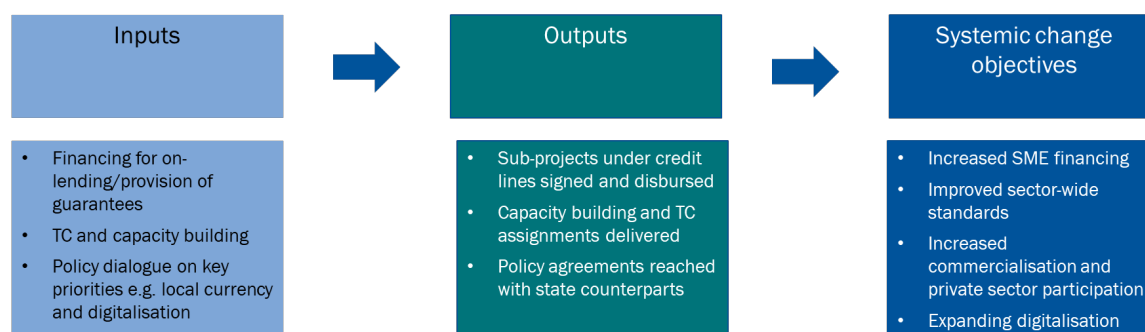 Inputs
Outputs
Systemic change
objectives
• Financing for on-
lending/provision of
guarantees
• TC and capacity building
• Policy dialogue on key
priorities e.g. local currency
and digitalisation
• Sub-projects under credit
lines signed and disbursed
• Capacity building and TC
assignments delivered
• Policy agreements reached
with state counterparts
• Increased SME financing
• Improved sector-wide
standards
• Increased
commercialisation and
private sector participation
• Expanding digitalisation